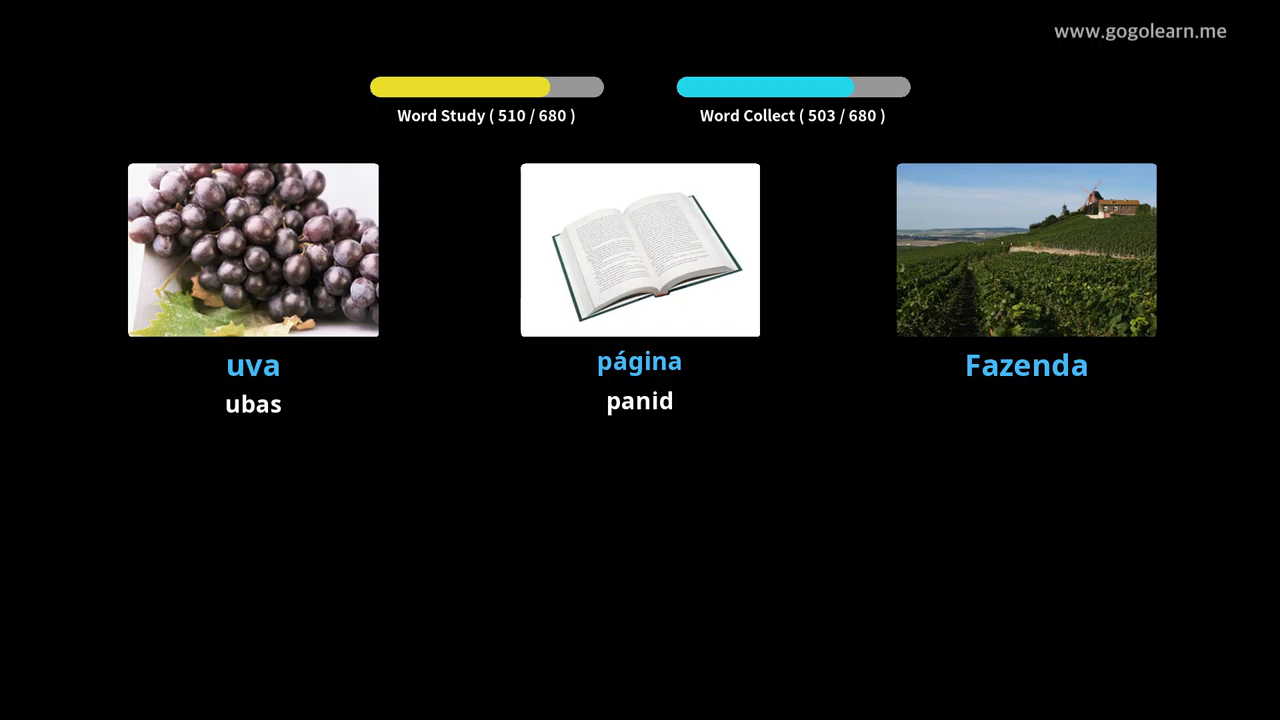 www.gogolearn.me
Word Study ( 510 / 680 )
Word Collect ( 503 / 680 )
uva
ubas
página
panid
Fazenda